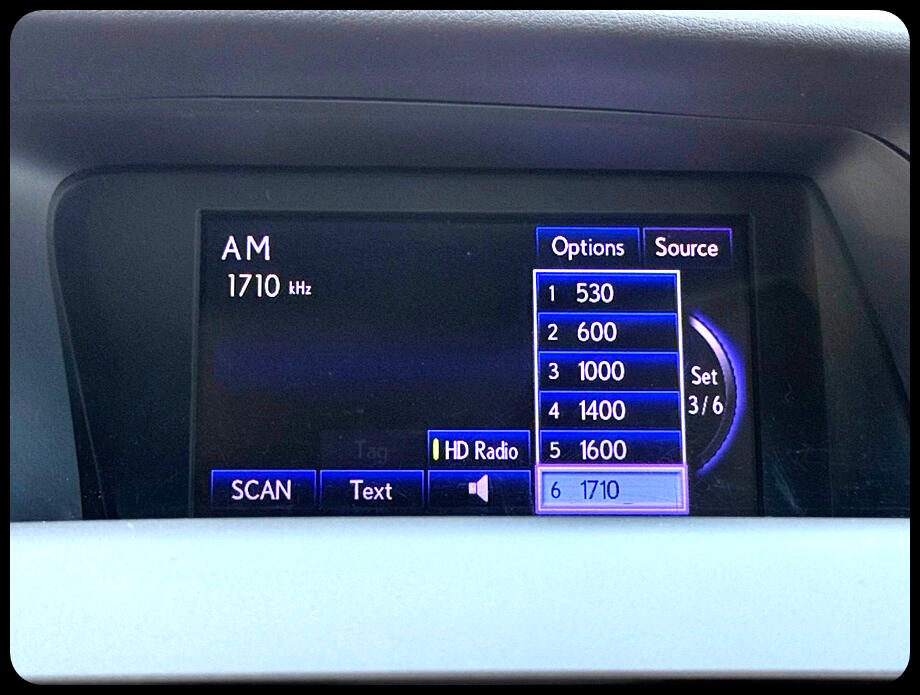 AM
1710 kHz
Options
Source
1 530
2 600
3 1000
4 1400
5 1600
6 1710
Set
3/6
Tag
HD Radio
SCAN
Text